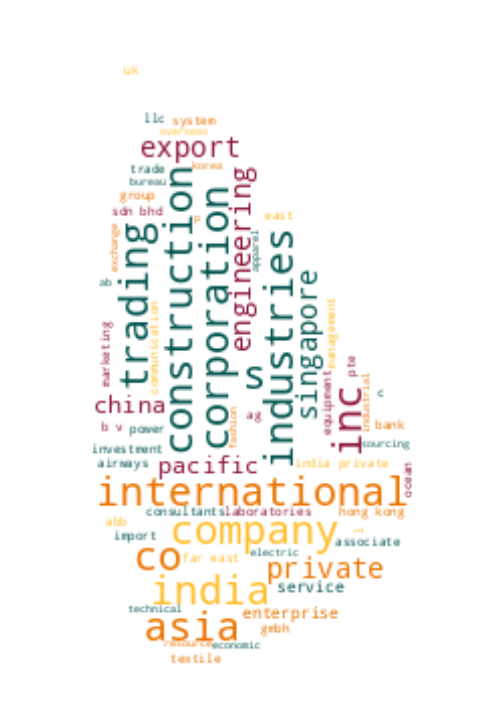 uk
llc system
overseas
export
korea
trade
bureau
group
sdn bhd
p
east
exchange
trading
construction
corporation
engineering
apparel
industries
singapore
ab
communication
marketing
management
s
pte
equipment
industrial
inc
c
china
ag
fashion
b v power
bank
investment
sourcing
airways
pacific
india private
ocean
international
consultants laboratories
hong kong
abb
company
import
associate
co
far east
electric
private
india
service
technical
enterprise
asia
gmbh
resource economic
textile